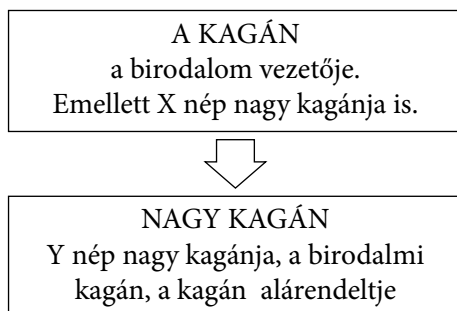 A KAGÁN
a birodalom vezetője.
Emellett X nép nagy kagánja is.
NAGY KAGÁN
Y nép nagy kagánja, a birodalmi
kagán, a kagán alárendeltje